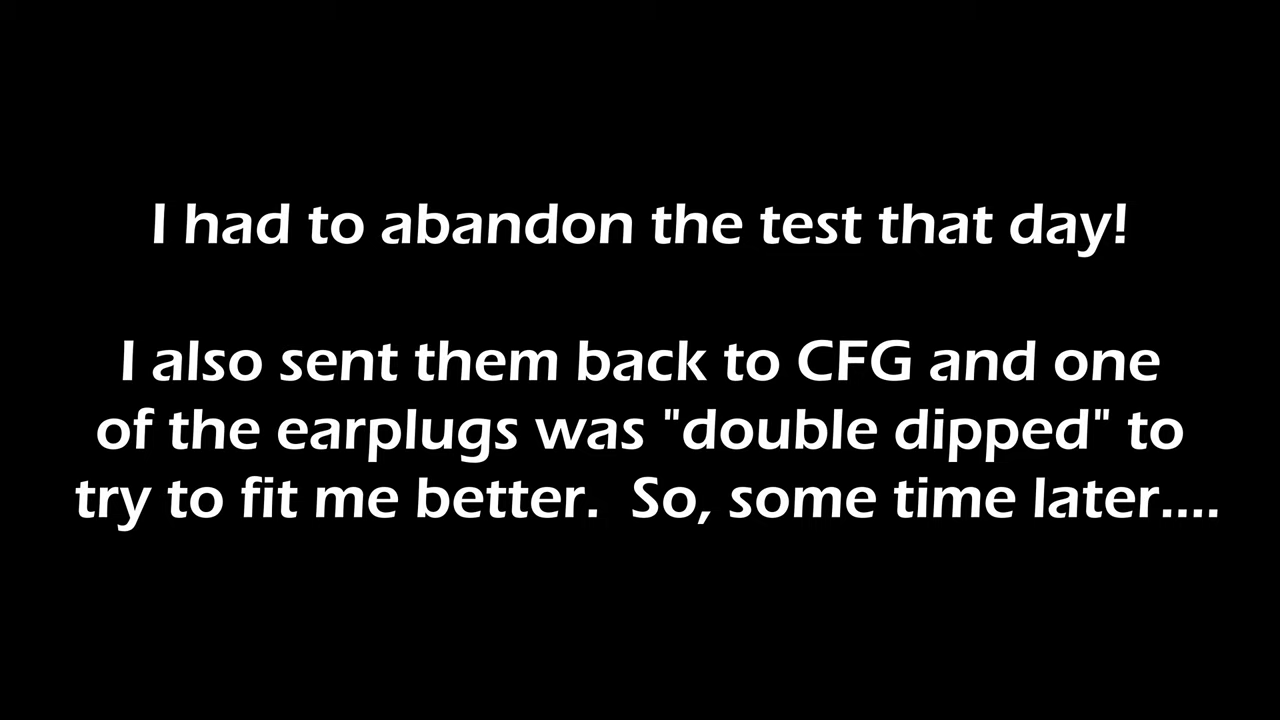 I had to abandon the test that day!
I also sent them back to CFG and one
of the earplugs was "double dipped" to
try to fit me better.  So, some time later....